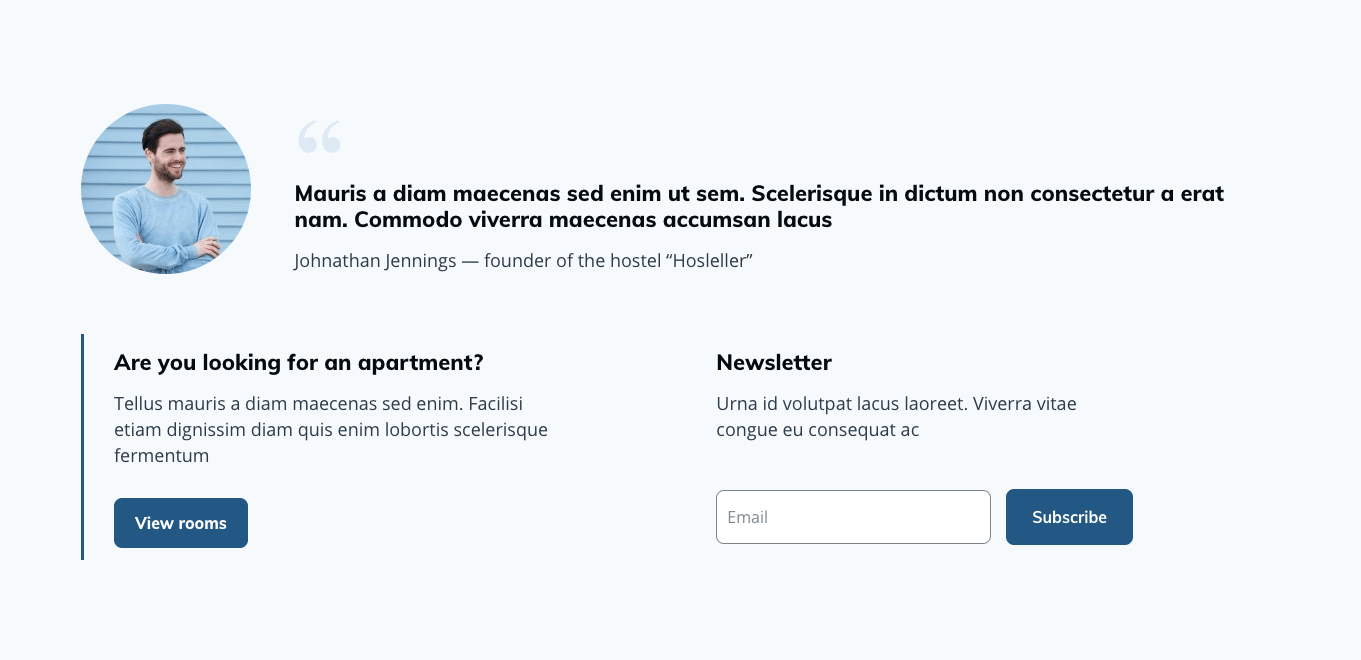 “
Mauris a diam maecenas sed enim ut sem. Scelerisque in dictum non consectetur a erat
nam. Commodo viverra maecenas accumsan lacus
Johnathan Jennings — founder of the hostel “Hosleller”
Are you looking for an apartment?
Tellus mauris a diam maecenas sed enim. Facilisi
etiam dignissim diam quis enim lobortis scelerisque
fermentum
View rooms
Newsletter
Urna id volutpat lacus laoreet. Viverra vitae
congue eu consequat ac
Email
Subscribe